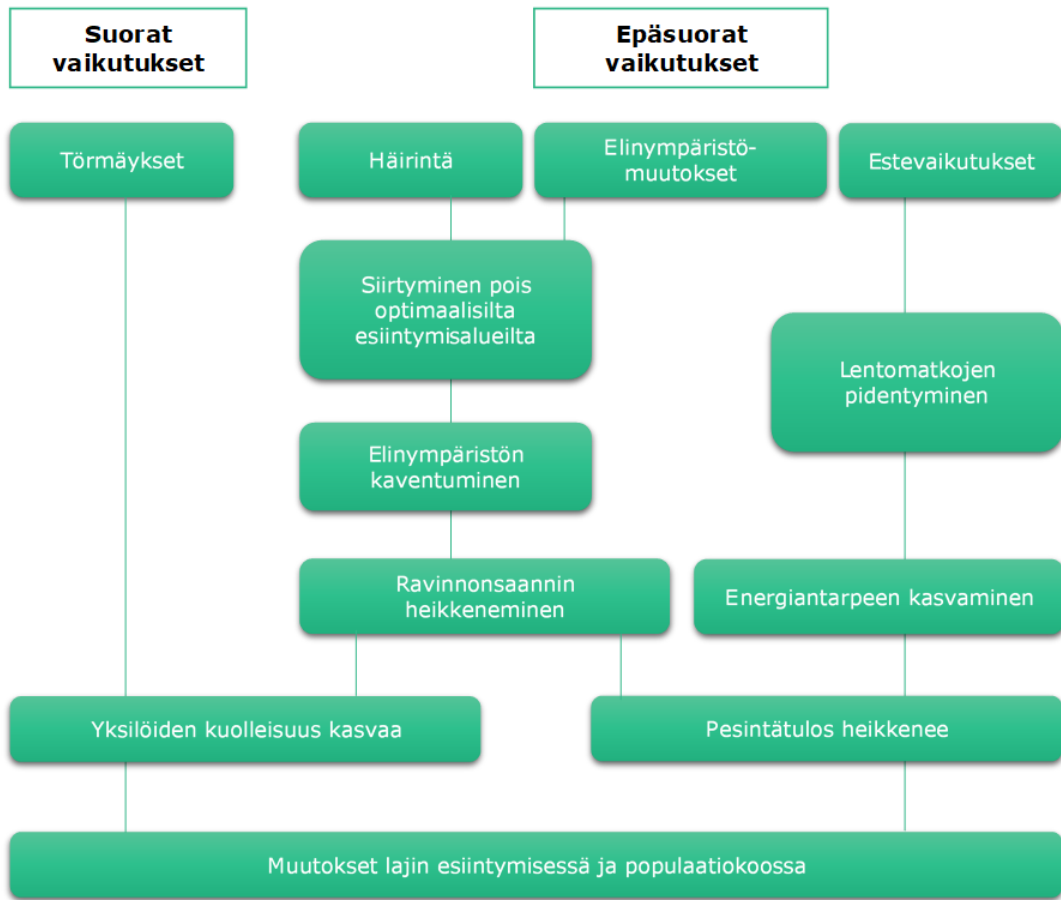 Suorat
vaikutukset
Epäsuorat
vaikutukset
Törmäykset
Häirintä
Elinympäristö-
muutokset
Estevaikutukset
Siirtyminen pois
optimaalisilta
esiintymisalueilta
Lentomatkojen
pidentyminen
Elinympäristön
kaventuminen
Ravinnonsaannin
heikkeneminen
Energiantarpeen kasvaminen
Yksilöiden kuolleisuus kasvaa
Pesintätulos heikkenee
Muutokset lajin esiintymisessä ja populaatiokoossa